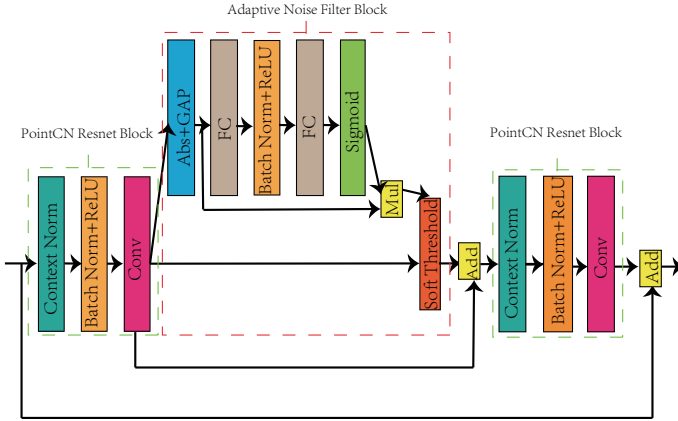 Adaptive Noise Filter Block
PointCN Resnet Block
Context Norm
Batch Norm+ReLU
Conv
Abs+GAP
FC
Batch Norm+ReLU
FC
Sigmoid
Mul
Soft Threshold
Add
PointCN Resnet Block
Context Norm
Batch Norm+ReLU
Conv
Add